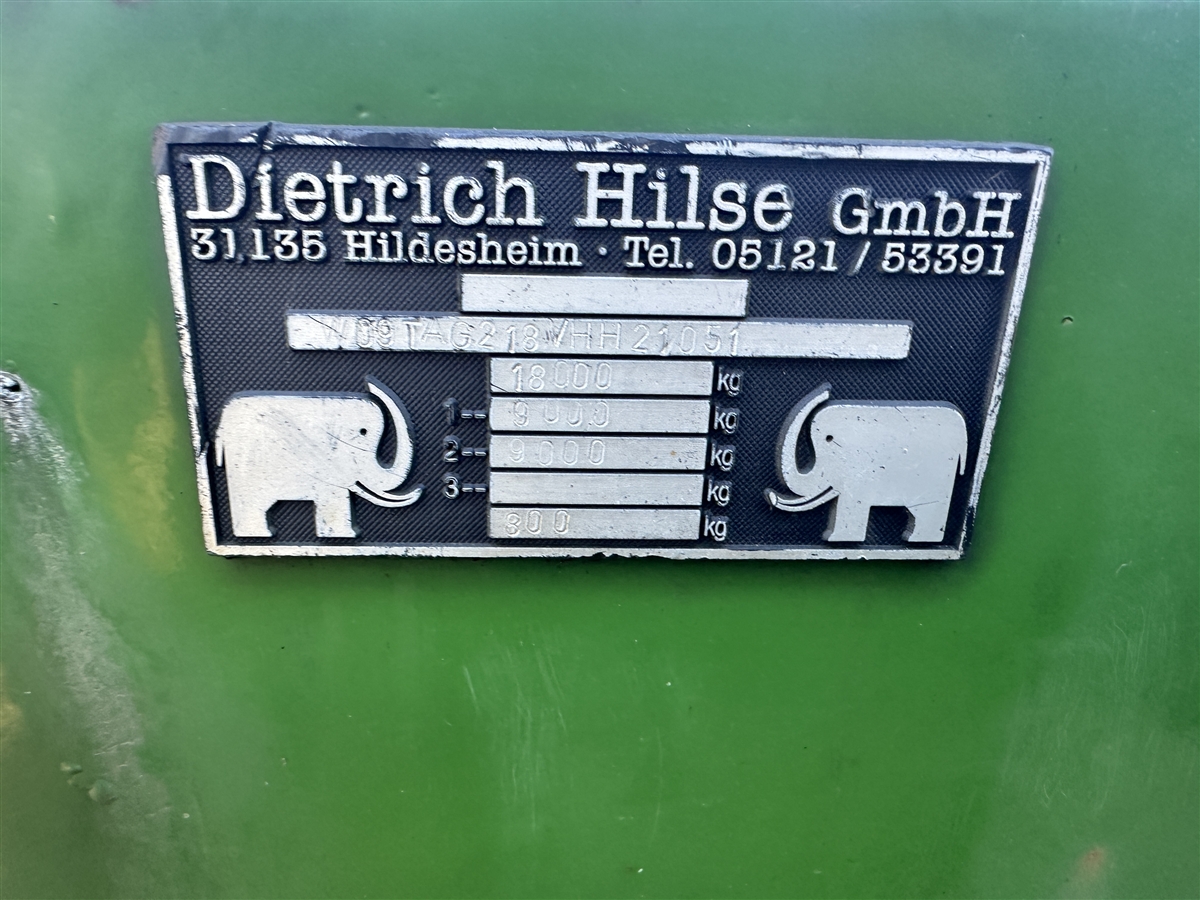 Dietrich Hilse GmbH
31135 Hildesheim · Tel. 05121/53391
W09TAG218VHH21051
18000 kg
1-- 9000 kg
2-- 9000 kg
3-- kg
800 kg